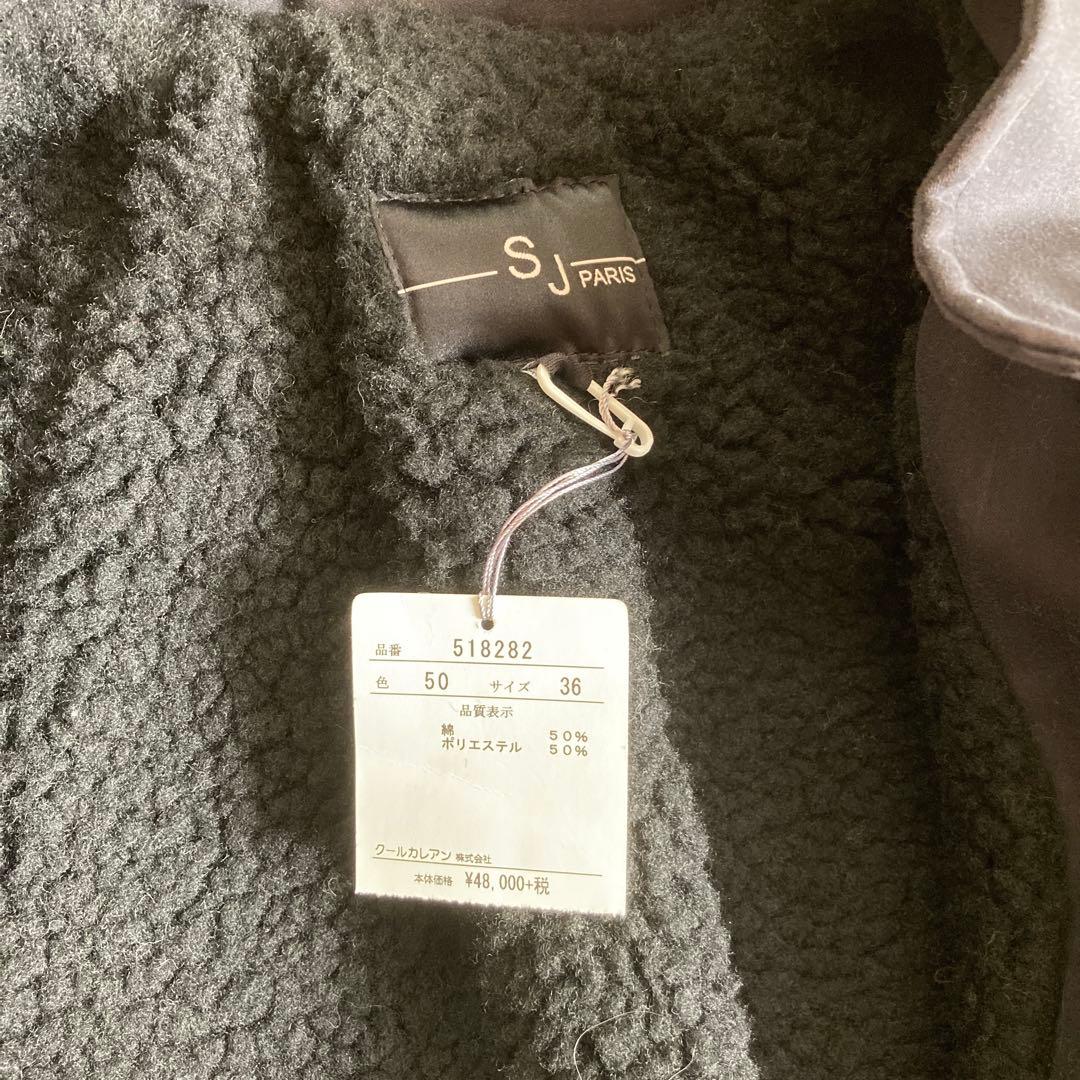 SJ PARIS
品番 518282
色 50 サイズ 36
品質表示
綿 50%
ポリエステル 50%
クールカレアン 株式会社
本体価格 ¥48,000+税